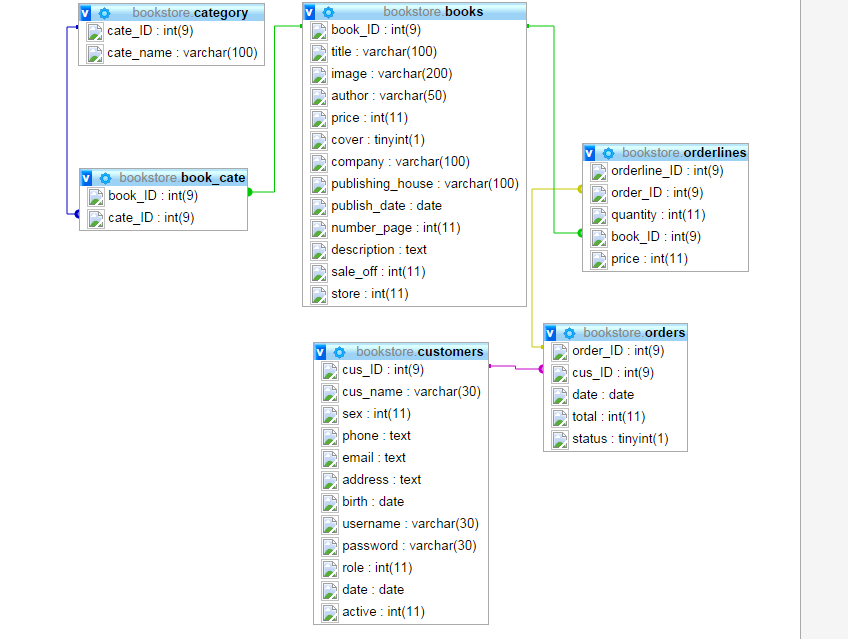 v bookstore.category
cate_ID : int(9)
cate_name : varchar(100)
v bookstore.book_cate
book_ID : int(9)
cate_ID : int(9)
v bookstore.books
book_ID : int(9)
title : varchar(100)
image : varchar(200)
author : varchar(50)
price : int(11)
cover : tinyint(1)
company : varchar(100)
publishing_house : varchar(100)
publish_date : date
number_page : int(11)
description : text
sale_off : int(11)
store : int(11)
v bookstore.orderlines
orderline_ID : int(9)
order_ID : int(9)
quantity : int(11)
book_ID : int(9)
price : int(11)
v bookstore.customers
cus_ID : int(9)
cus_name : varchar(30)
sex : int(11)
phone : text
email : text
address : text
birth : date
username : varchar(30)
password : varchar(30)
role : int(11)
date : date
active : int(11)
v bookstore.orders
order_ID : int(9)
cus_ID : int(9)
date : date
total : int(11)
status : tinyint(1)